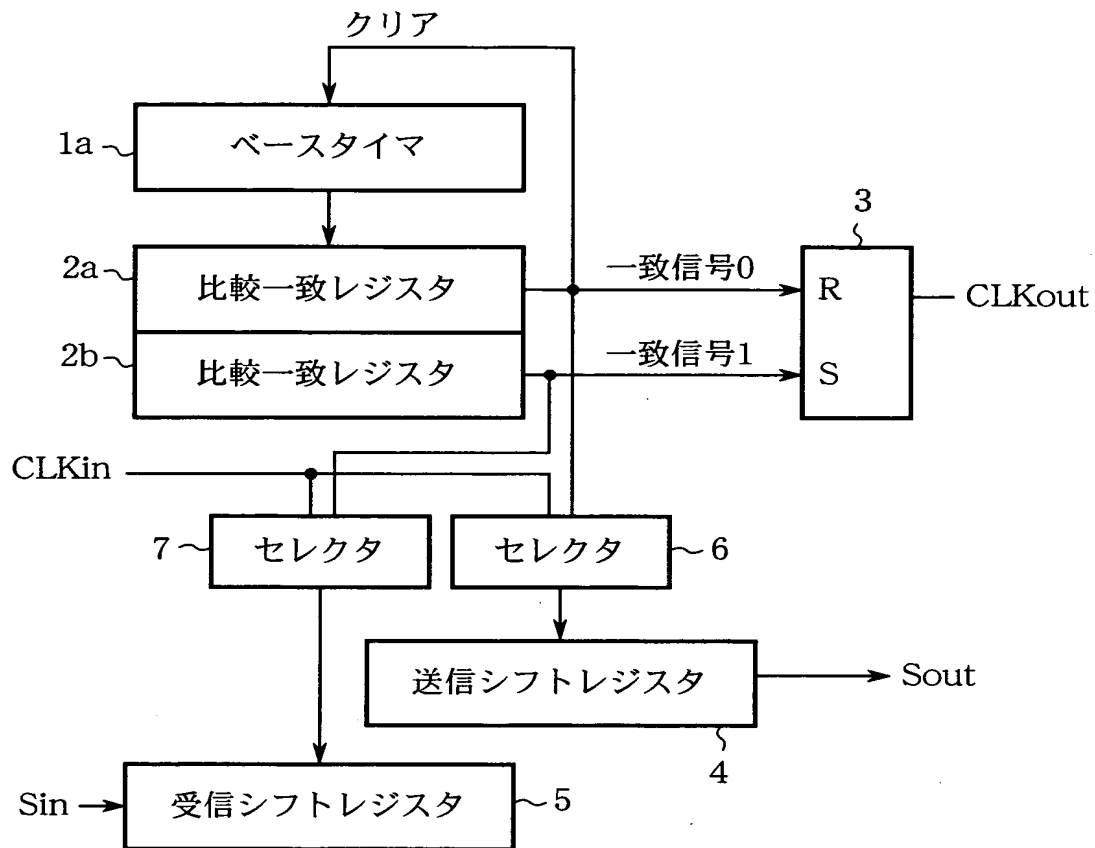 クリア
1a
ベースタイマ
3
2a
比較一致レジスタ
一致信号0
R
CLKout
2b
比較一致レジスタ
一致信号1
S
CLKin
7
セレクタ
セレクタ
6
送信シフトレジスタ
Sout
4
Sin
受信シフトレジスタ
5